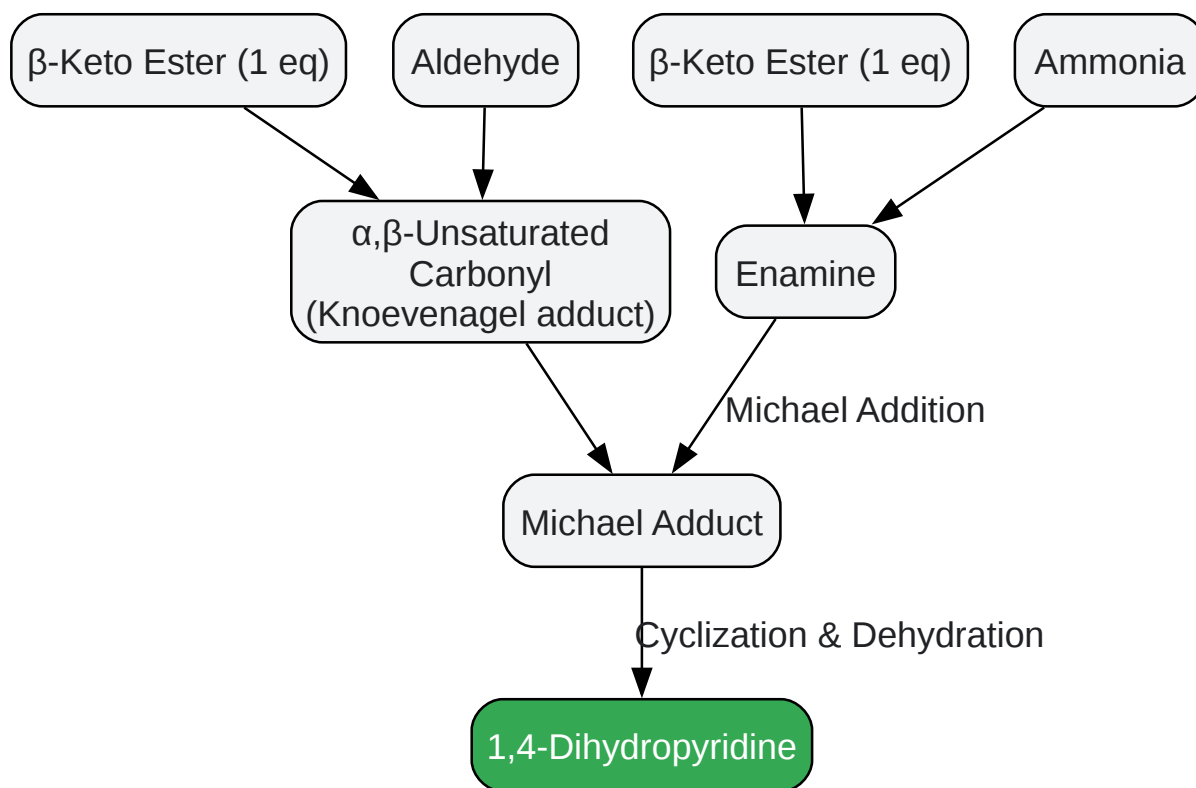 β-Keto Ester (1 eq)
Aldehyde
β-Keto Ester (1 eq)
Ammonia
α,β-Unsaturated
Carbonyl
(Knoevenagel adduct)
Enamine
Michael Addition
Michael Adduct
Cyclization & Dehydration
1,4-Dihydropyridine